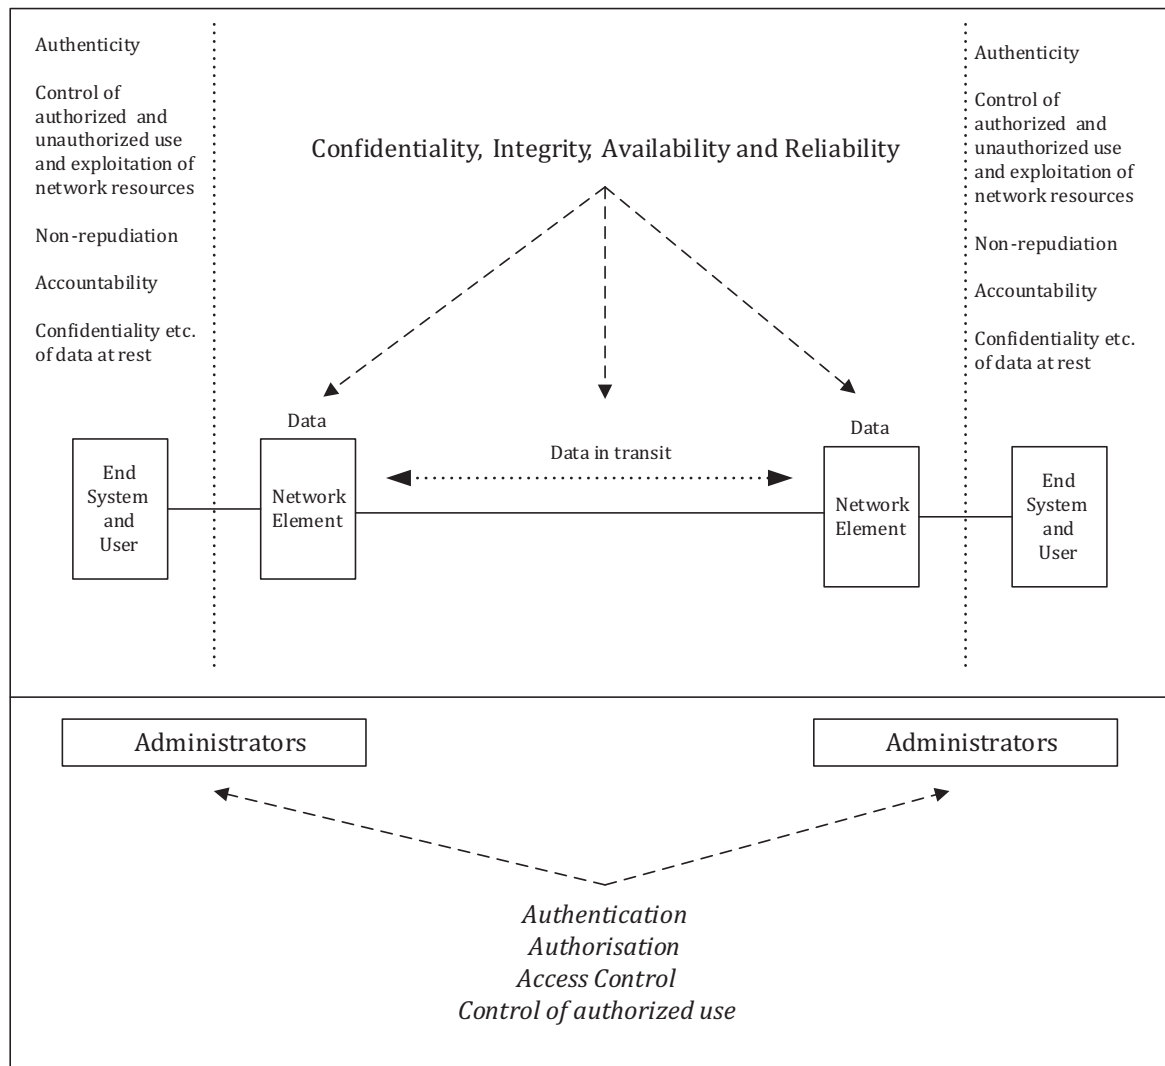 Authenticity
Control of
authorized and
unauthorized use
and exploitation of
network resources
Non-repudiation
Accountability
Confidentiality etc.
of data at rest
Confidentiality, Integrity, Availability and Reliability
Authenticity
Control of
authorized and
unauthorized use
and exploitation of
network resources
Non-repudiation
Accountability
Confidentiality etc.
of data at rest
Data
Data in transit
Data
End
System
and
User
Network
Element
Network
Element
End
System
and
User
Administrators
Administrators
Authentication
Authorisation
Access Control
Control of authorized use